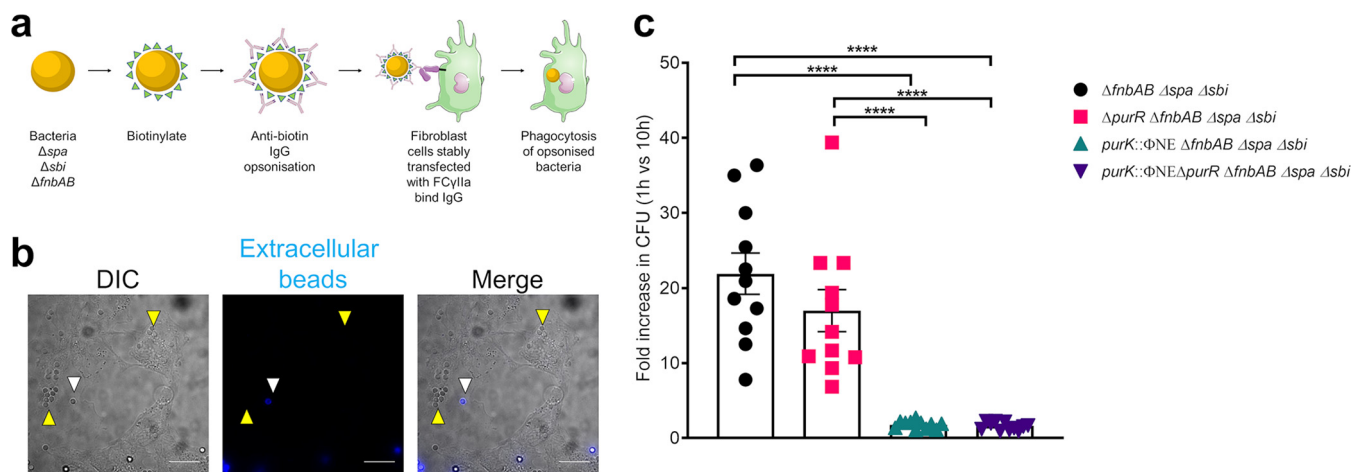 a
Bacteria
Δspa
Δsbi
ΔfnbAB
Biotinylate
Anti-biotin
IgG
opsonisation
Fibroblast
cells stably
transfected
with FCγIIa
bind IgG
Phagocytosis
of opsonised
bacteria
b
DIC
Extracellular
beads
Merge
c
Fold increase in CFU (1h vs 10h)
50
40
30
20
10
0
****
****
****
****
ΔfnbAB Δspa Δsbi
ΔpurR ΔfnbAB Δspa Δsbi
purK::ΦNE ΔfnbAB Δspa Δsbi
purK::ΦNEΔpurR ΔfnbAB Δspa Δsbi